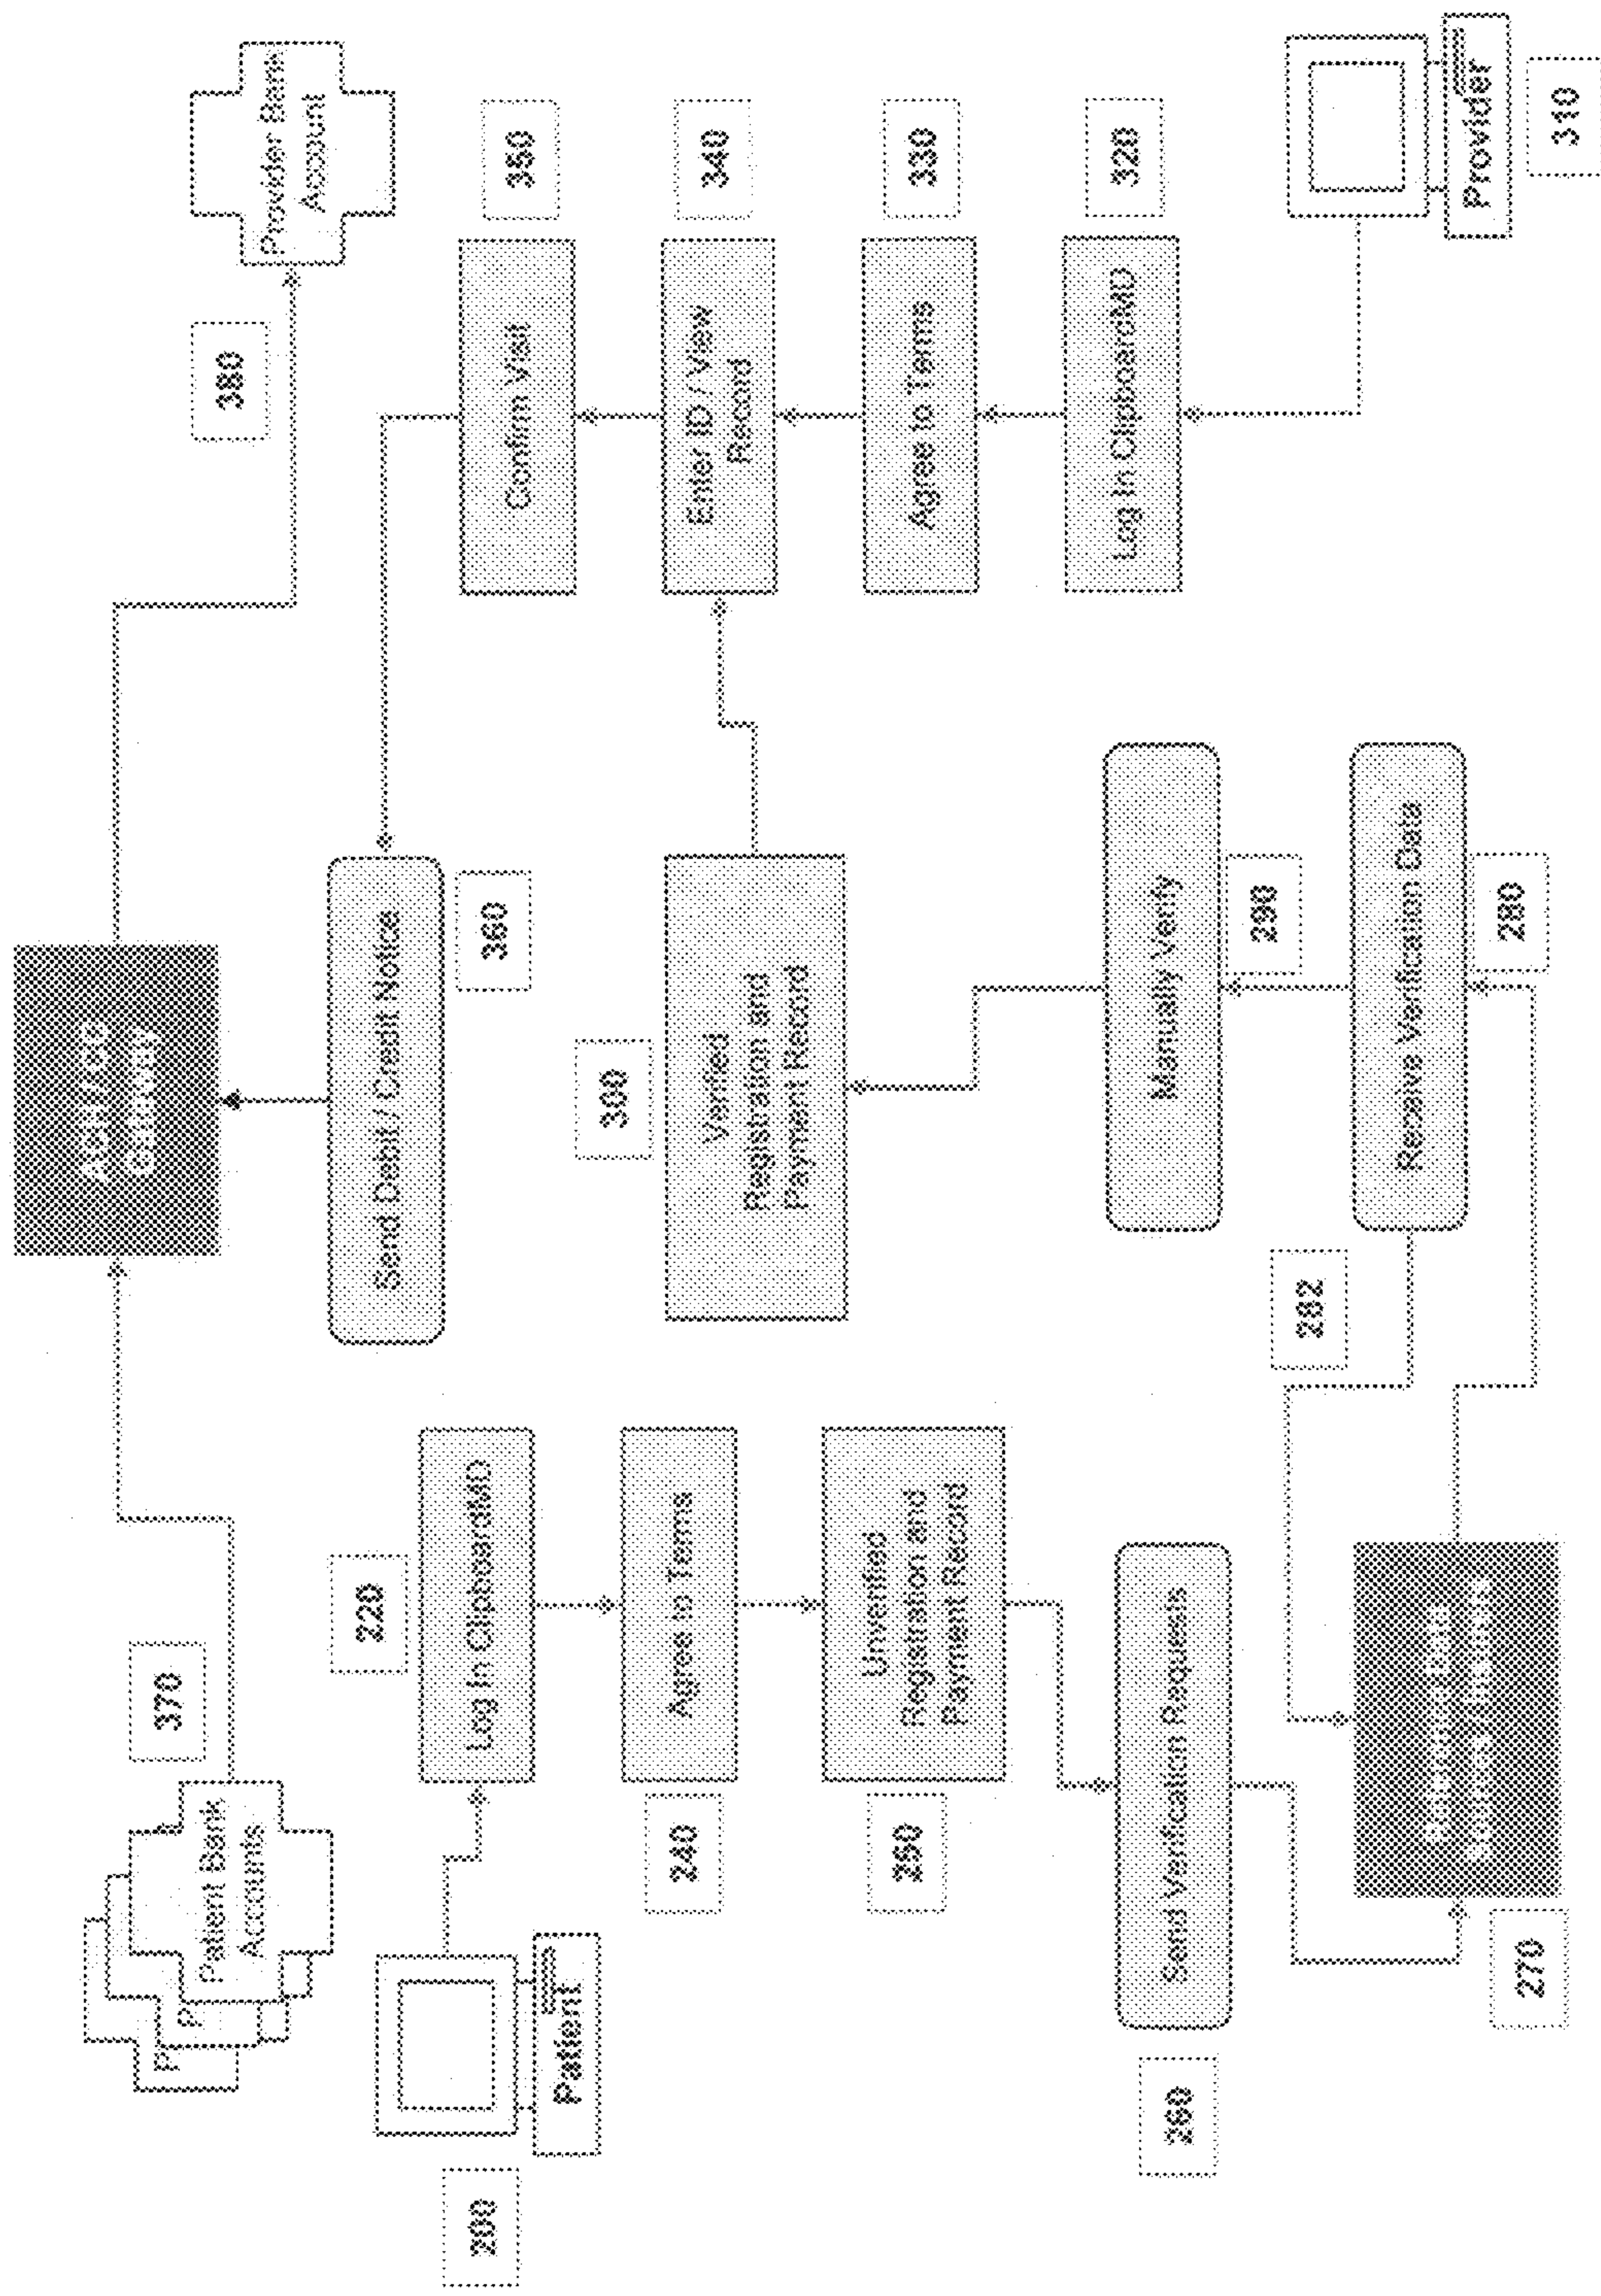 Patient Bank
Accounts
P
P
370
380
Provider Bank
Account
200
Patient
220
Log In ClipboardMD
240
Agree to Terms
250
Unverified
Registration and
Payment Record
260
Send Verification Requests
270
280
Receive Verification Data
282
290
Manually Verify
300
Verified
Registration and
Payment Record
360
Send Debit / Credit Notice
350
Confirm Visit
340
Enter ID / View
Record
330
Agree to Terms
320
Log In ClipboardMD
Provider
310